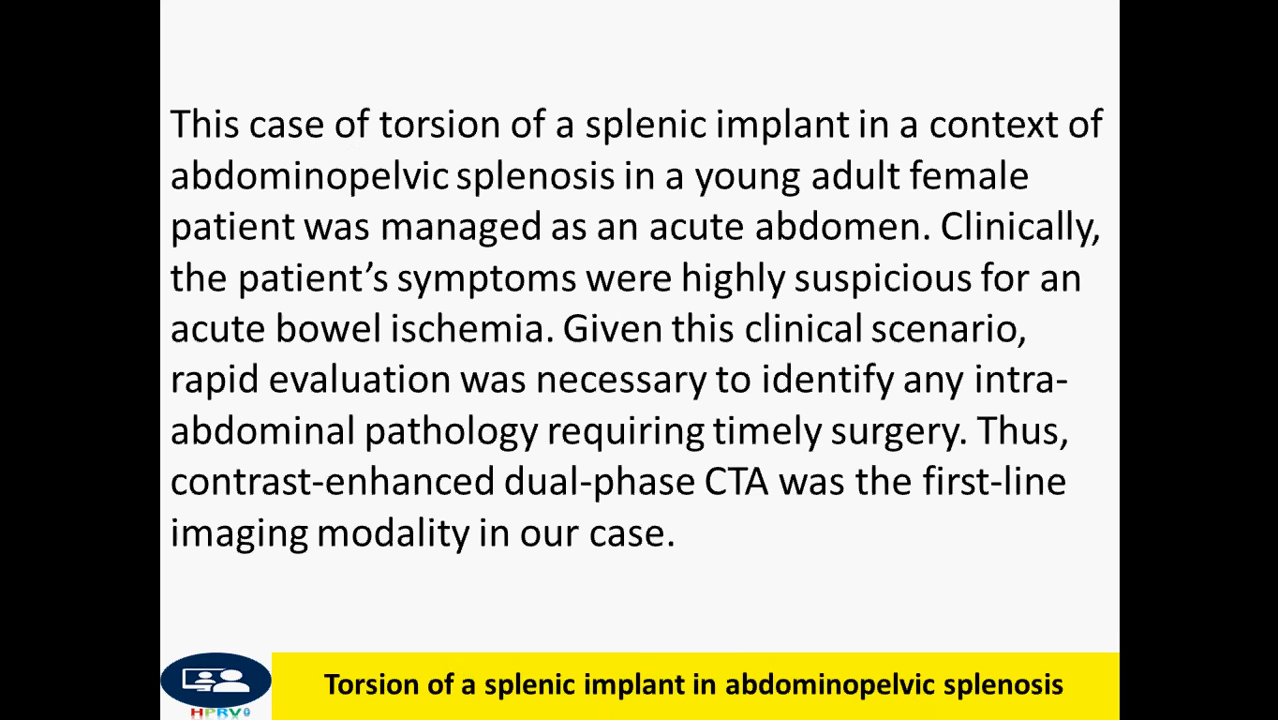 This case of torsion of a splenic implant in a context of
abdominopelvic splenosis in a young adult female
patient was managed as an acute abdomen. Clinically,
the patient’s symptoms were highly suspicious for an
acute bowel ischemia. Given this clinical scenario,
rapid evaluation was necessary to identify any intra-
abdominal pathology requiring timely surgery. Thus,
contrast-enhanced dual-phase CTA was the first-line
imaging modality in our case.
Torsion of a splenic implant in abdominopelvic splenosis
HPRV